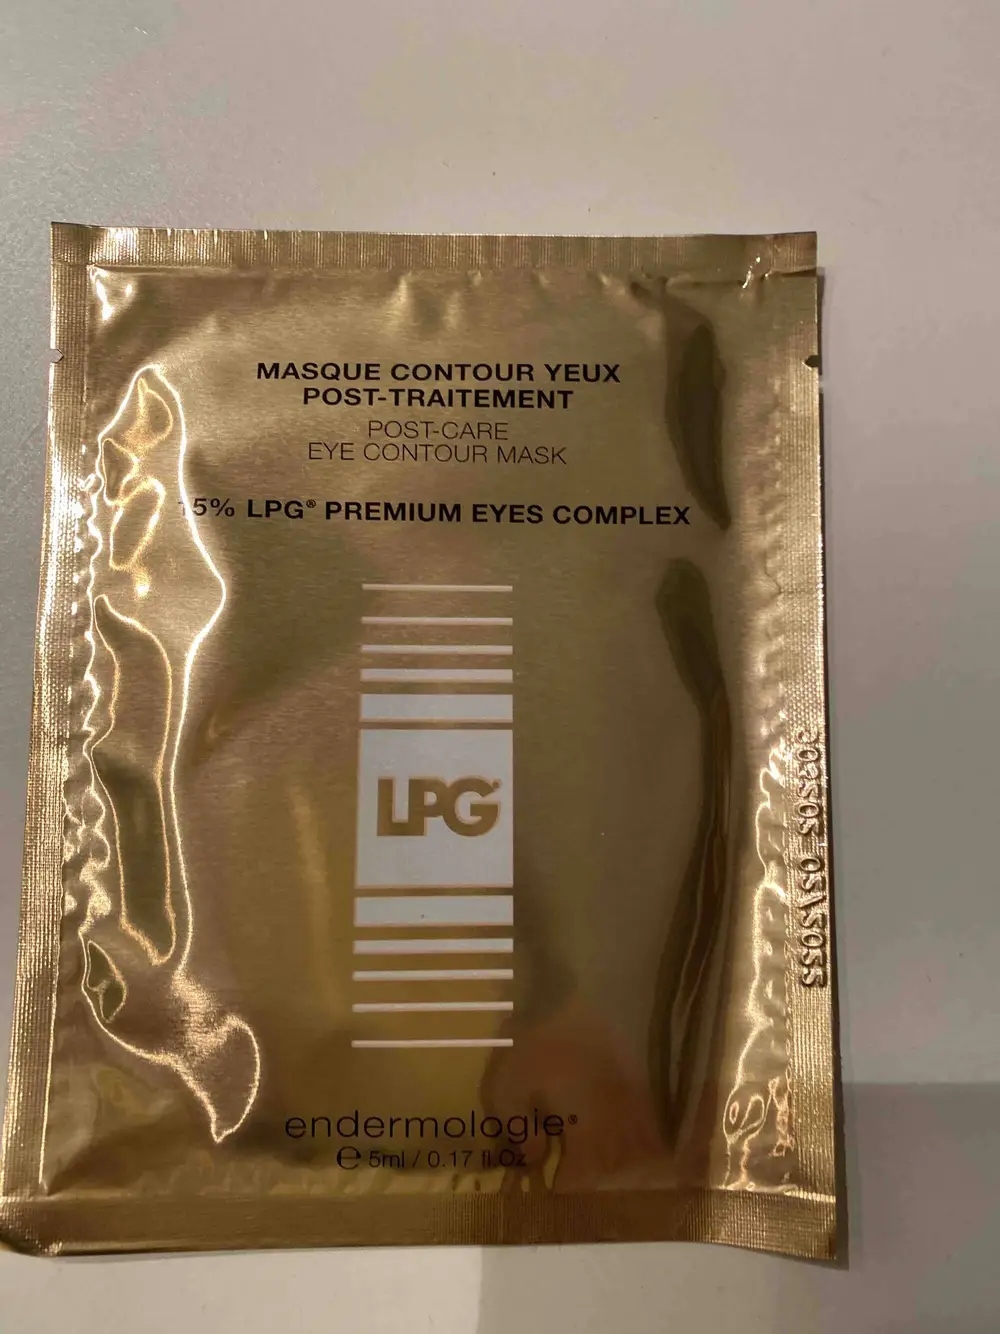 MASQUE CONTOUR YEUX
POST-TRAITEMENT
POST-CARE
EYE CONTOUR MASK
15% LPG® PREMIUM EYES COMPLEX
LPG®
endermologie®
℮ 5ml / 0.17 fl.Oz